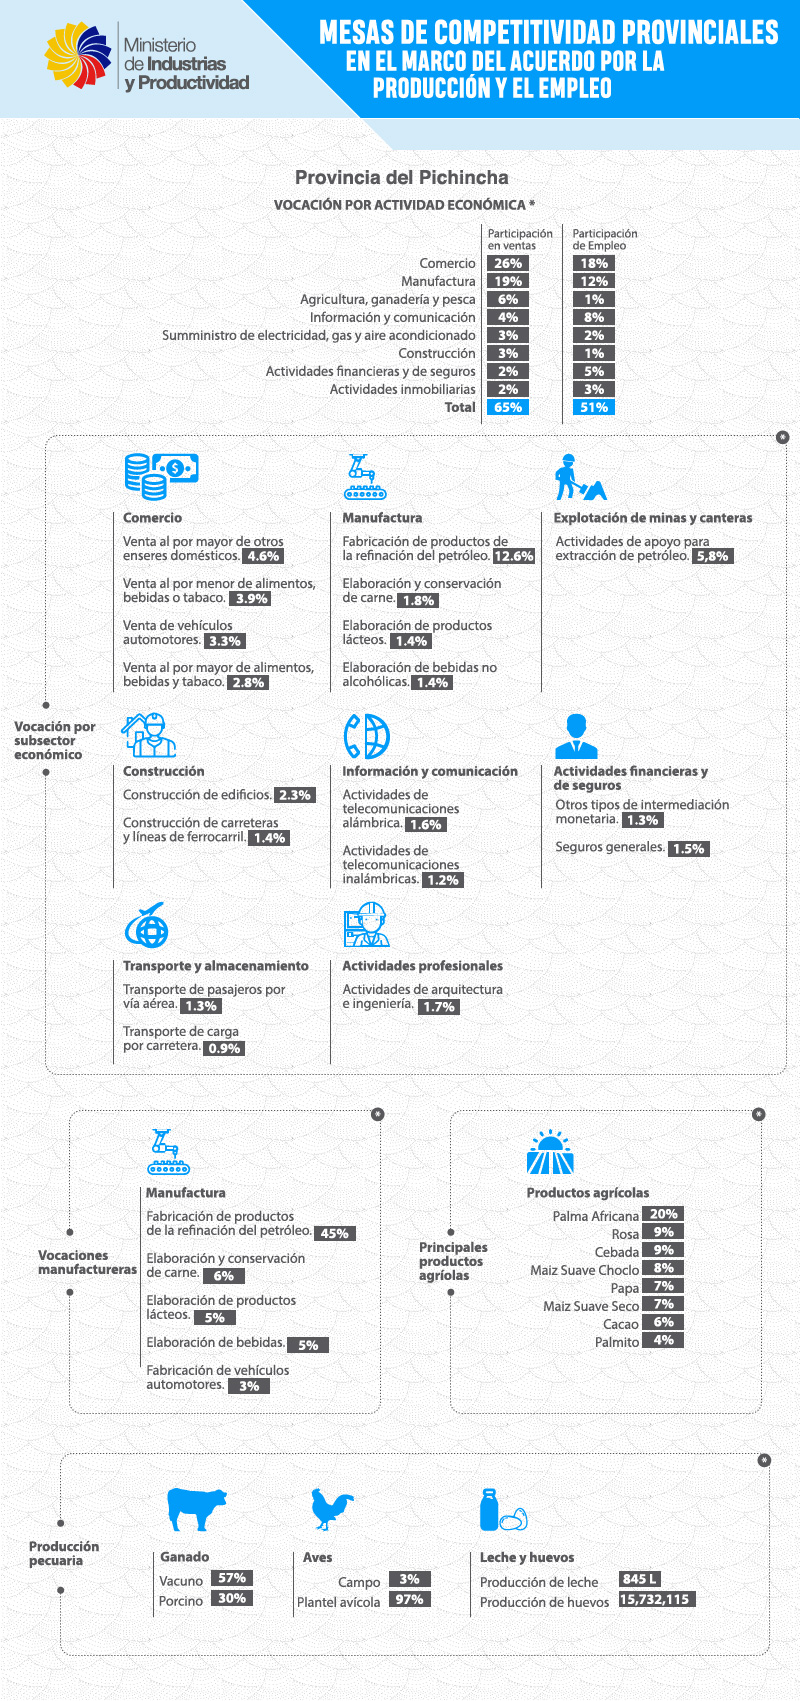 Ministerio
de Industrias
y Productividad
MESAS DE COMPETITIVIDAD PROVINCIALES
EN EL MARCO DEL ACUERDO POR LA
PRODUCCIÓN Y EL EMPLEO
Provincia del Pichincha
VOCACIÓN POR ACTIVIDAD ECONÓMICA *
Participación
en ventas
Participación
de Empleo
Comercio 26% 18%
Manufactura 19% 12%
Agricultura, ganadería y pesca 6% 1%
Información y comunicación 4% 8%
Sumministro de electricidad, gas y aire acondicionado 3% 2%
Construcción 3% 1%
Actividades financieras y de seguros 2% 5%
Actividades inmobiliarias 2% 3%
Total 65% 51%
*
Vocación por
subsector
económico
Comercio
Venta al por mayor de otros
enseres domésticos. 4.6%
Venta al por menor de alimentos,
bebidas o tabaco. 3.9%
Venta de vehículos
automotores. 3.3%
Venta al por mayor de alimentos,
bebidas y tabaco. 2.8%
Manufactura
Fabricación de productos de
la refinación del petróleo. 12.6%
Elaboración y conservación
de carne. 1.8%
Elaboración de productos
lácteos. 1.4%
Elaboración de bebidas no
alcohólicas. 1.4%
Explotación de minas y canteras
Actividades de apoyo para
extracción de petróleo. 5,8%
Construcción
Construcción de edificios. 2.3%
Construcción de carreteras
y líneas de ferrocarril. 1.4%
Información y comunicación
Actividades de
telecomunicaciones
alámbrica. 1.6%
Actividades de
telecomunicaciones
inalámbricas. 1.2%
Actividades financieras y
de seguros
Otros tipos de intermediación
monetaria. 1.3%
Seguros generales. 1.5%
Transporte y almacenamiento
Transporte de pasajeros por
vía aérea. 1.3%
Transporte de carga
por carretera. 0.9%
Actividades profesionales
Actividades de arquitectura
e ingeniería. 1.7%
*
Vocaciones
manufactureras
Manufactura
Fabricación de productos
de la refinación del petróleo. 45%
Elaboración y conservación
de carne. 6%
Elaboración de productos
lácteos. 5%
Elaboración de bebidas. 5%
Fabricación de vehículos
automotores. 3%
*
Principales
productos
agríolas
Productos agrícolas
Palma Africana 20%
Rosa 9%
Cebada 9%
Maiz Suave Choclo 8%
Papa 7%
Maiz Suave Seco 7%
Cacao 6%
Palmito 4%
*
Producción
pecuaria
Ganado
Vacuno 57%
Porcino 30%
Aves
Campo 3%
Plantel avícola 97%
Leche y huevos
Producción de leche 845 L
Producción de huevos 15,732,115